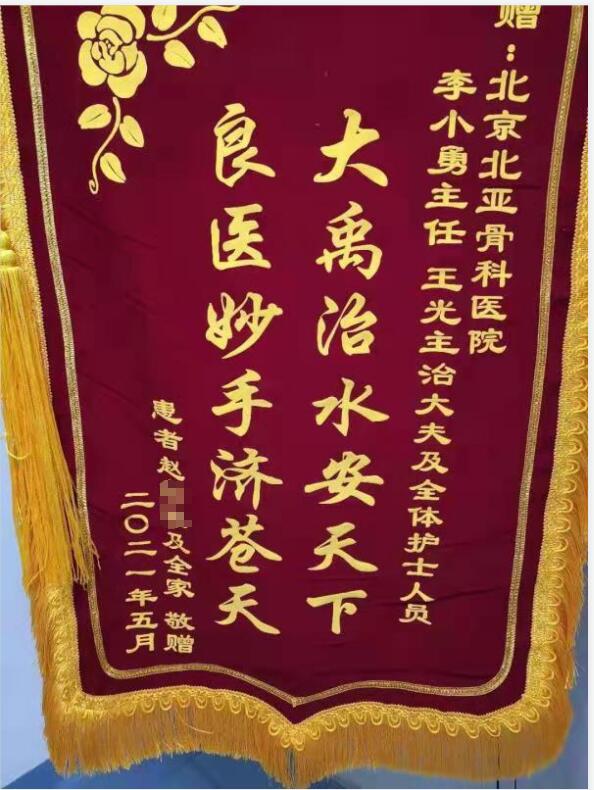 赠：北京北亚骨科医院
李小勇主任 王光主治大夫及全体护士人员
大禹治水安天下
良医妙手济苍天
患者赵及全家 敬赠
二〇二一年五月